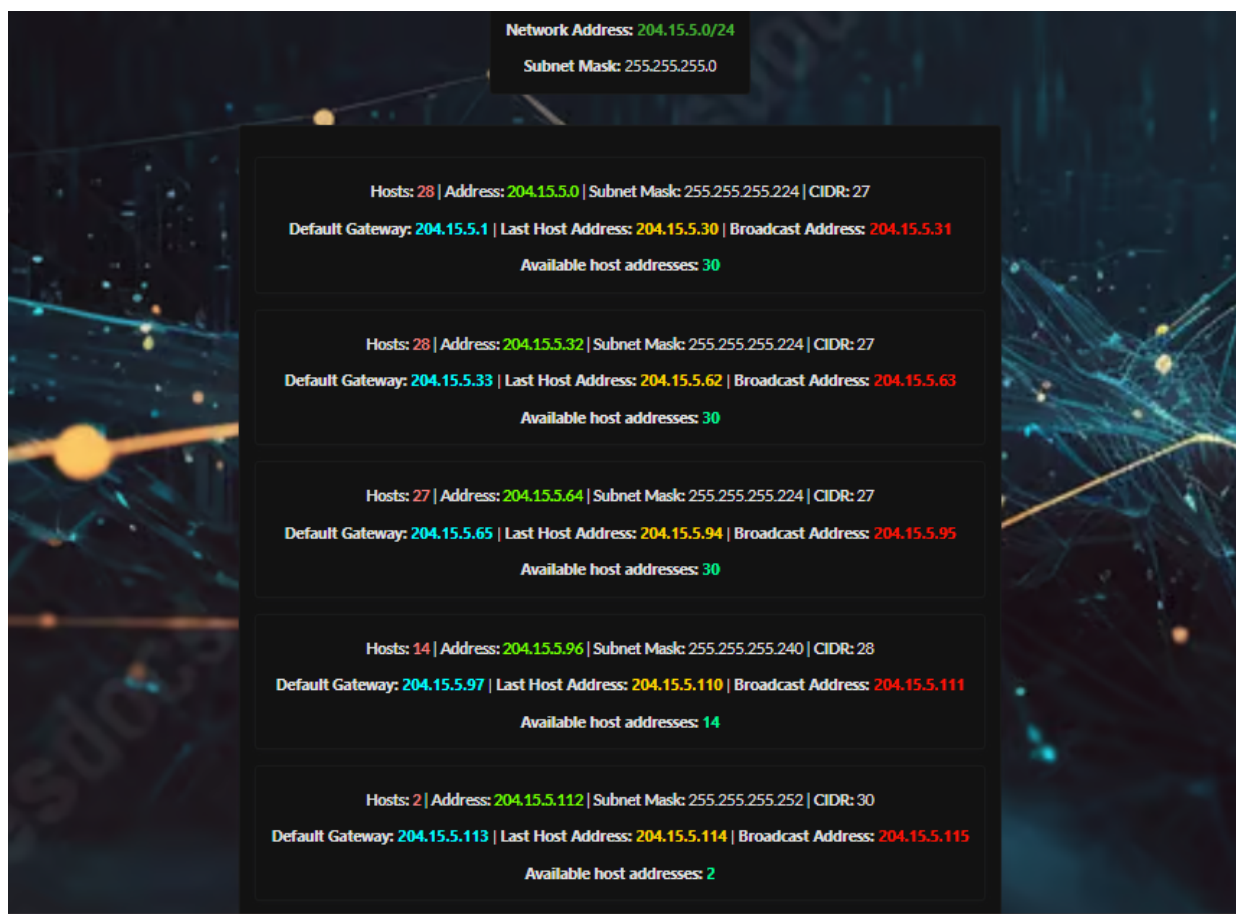 Network Address: 204.15.5.0/24
Subnet Mask: 255.255.255.0
Hosts: 28 | Address: 204.15.5.0 | Subnet Mask: 255.255.255.224 | CIDR: 27
Default Gateway: 204.15.5.1 | Last Host Address: 204.15.5.30 | Broadcast Address: 204.15.5.31
Available host addresses: 30
Hosts: 28 | Address: 204.15.5.32 | Subnet Mask: 255.255.255.224 | CIDR: 27
Default Gateway: 204.15.5.33 | Last Host Address: 204.15.5.62 | Broadcast Address: 204.15.5.63
Available host addresses: 30
Hosts: 27 | Address: 204.15.5.64 | Subnet Mask: 255.255.255.224 | CIDR: 27
Default Gateway: 204.15.5.65 | Last Host Address: 204.15.5.94 | Broadcast Address: 204.15.5.95
Available host addresses: 30
Hosts: 14 | Address: 204.15.5.96 | Subnet Mask: 255.255.255.240 | CIDR: 28
Default Gateway: 204.15.5.97 | Last Host Address: 204.15.5.110 | Broadcast Address: 204.15.5.111
Available host addresses: 14
Hosts: 2 | Address: 204.15.5.112 | Subnet Mask: 255.255.255.252 | CIDR: 30
Default Gateway: 204.15.5.113 | Last Host Address: 204.15.5.114 | Broadcast Address: 204.15.5.115
Available host addresses: 2